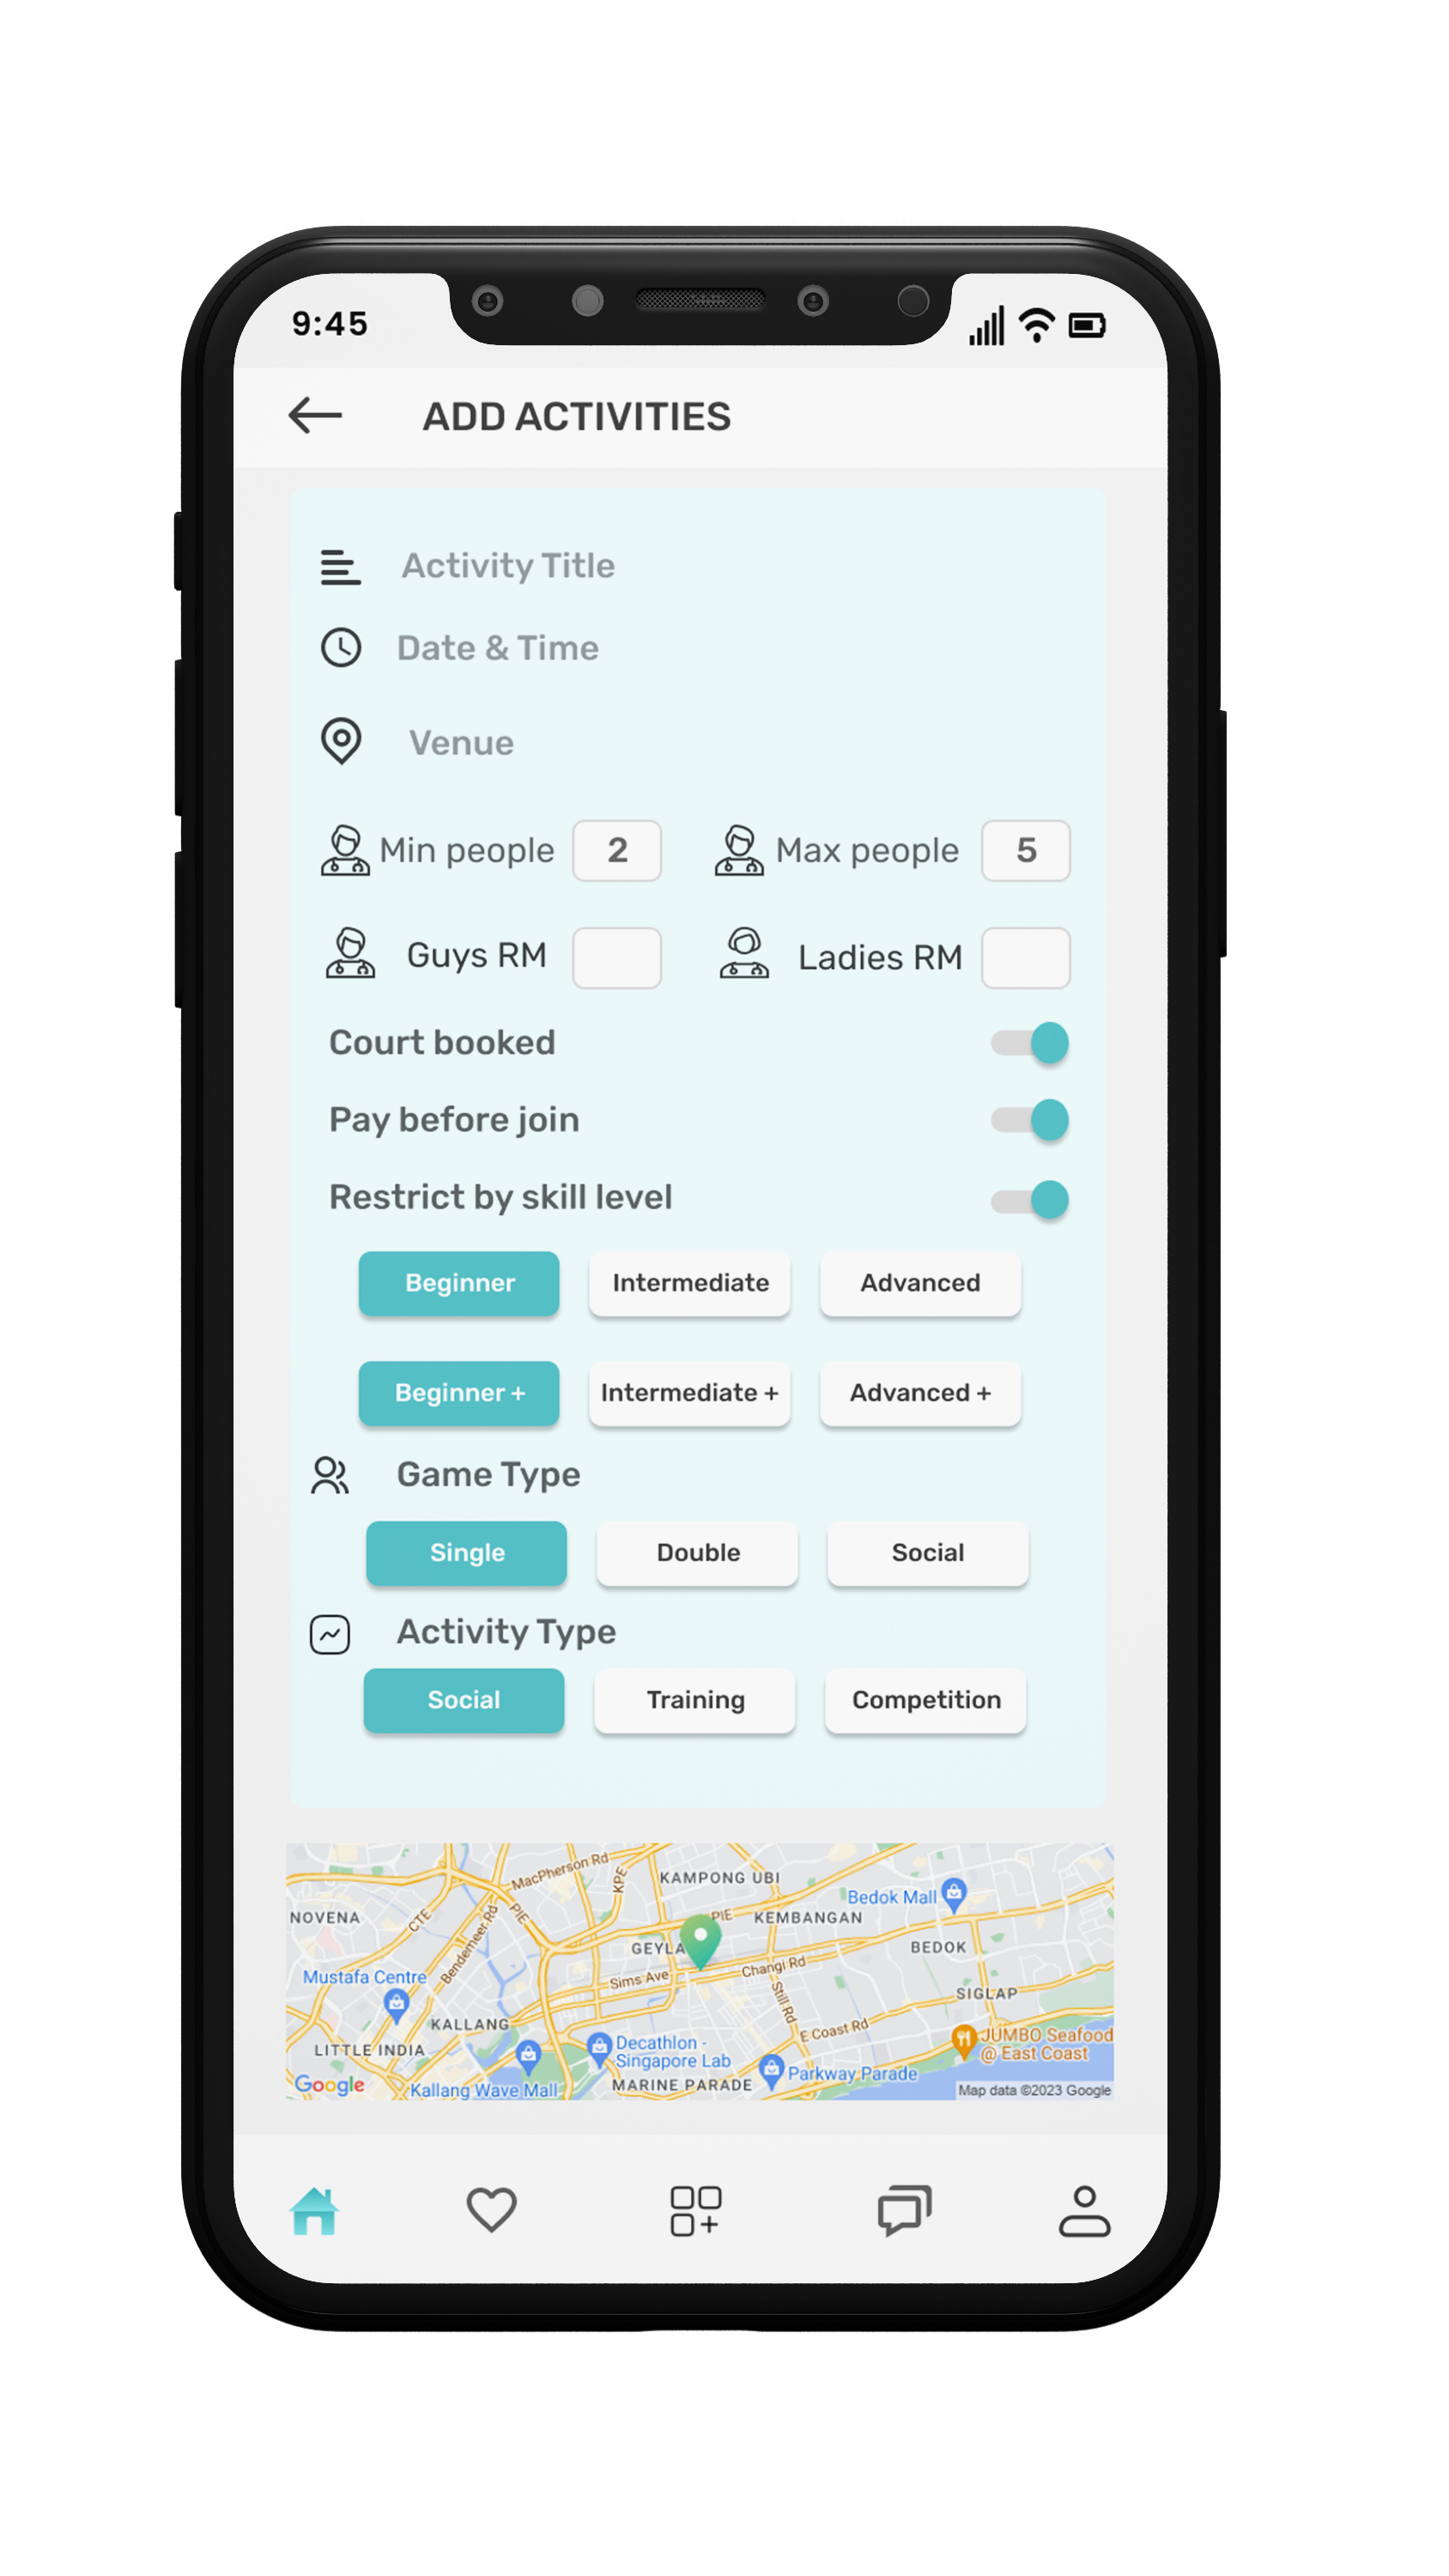 9:45
ADD ACTIVITIES
Activity Title
Date & Time
Venue
Min people 2 Max people 5
Guys RM Ladies RM
Court booked
Pay before join
Restrict by skill level
Beginner Intermediate Advanced
Beginner + Intermediate + Advanced +
Game Type
Single Double Social
Activity Type
Social Training Competition
MacPherson Rd
KPE
KAMPONG UBI
Bedok Mall
NOVENA
CTE
Bendemeer Rd
PIE
PIE
KEMBANGAN
GEYLA
BEDOK
Mustafa Centre
Sims Ave
Changi Rd
Still Rd
SIGLAP
KALLANG
E Coast Rd
LITTLE INDIA
Decathlon -
Singapore Lab
JUMBO Seafood
@ East Coast
Google
Kallang Wave Mall
MARINE PARADE
Parkway Parade
Map data ©2023 Google